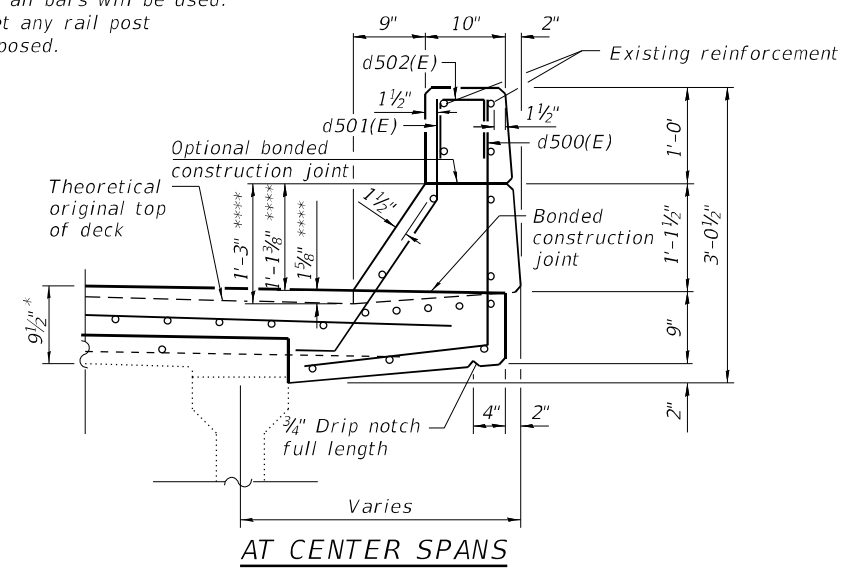 all bars will be used.
et any rail post
posed.
9" 10" 2"
Existing reinforcement
d502(E)
1½"
d501(E)
1½"
d500(E)
1'-0'
Optional bonded
construction joint
Theoretical
original top
of deck
1'-3" ****
1'-1⅜" ****
1⅝" ****
1½"
Bonded
construction
joint
1'-1½"
3'-0½"
9½" *
9"
2"
¾" Drip notch
full length
4" 2"
Varies
AT CENTER SPANS